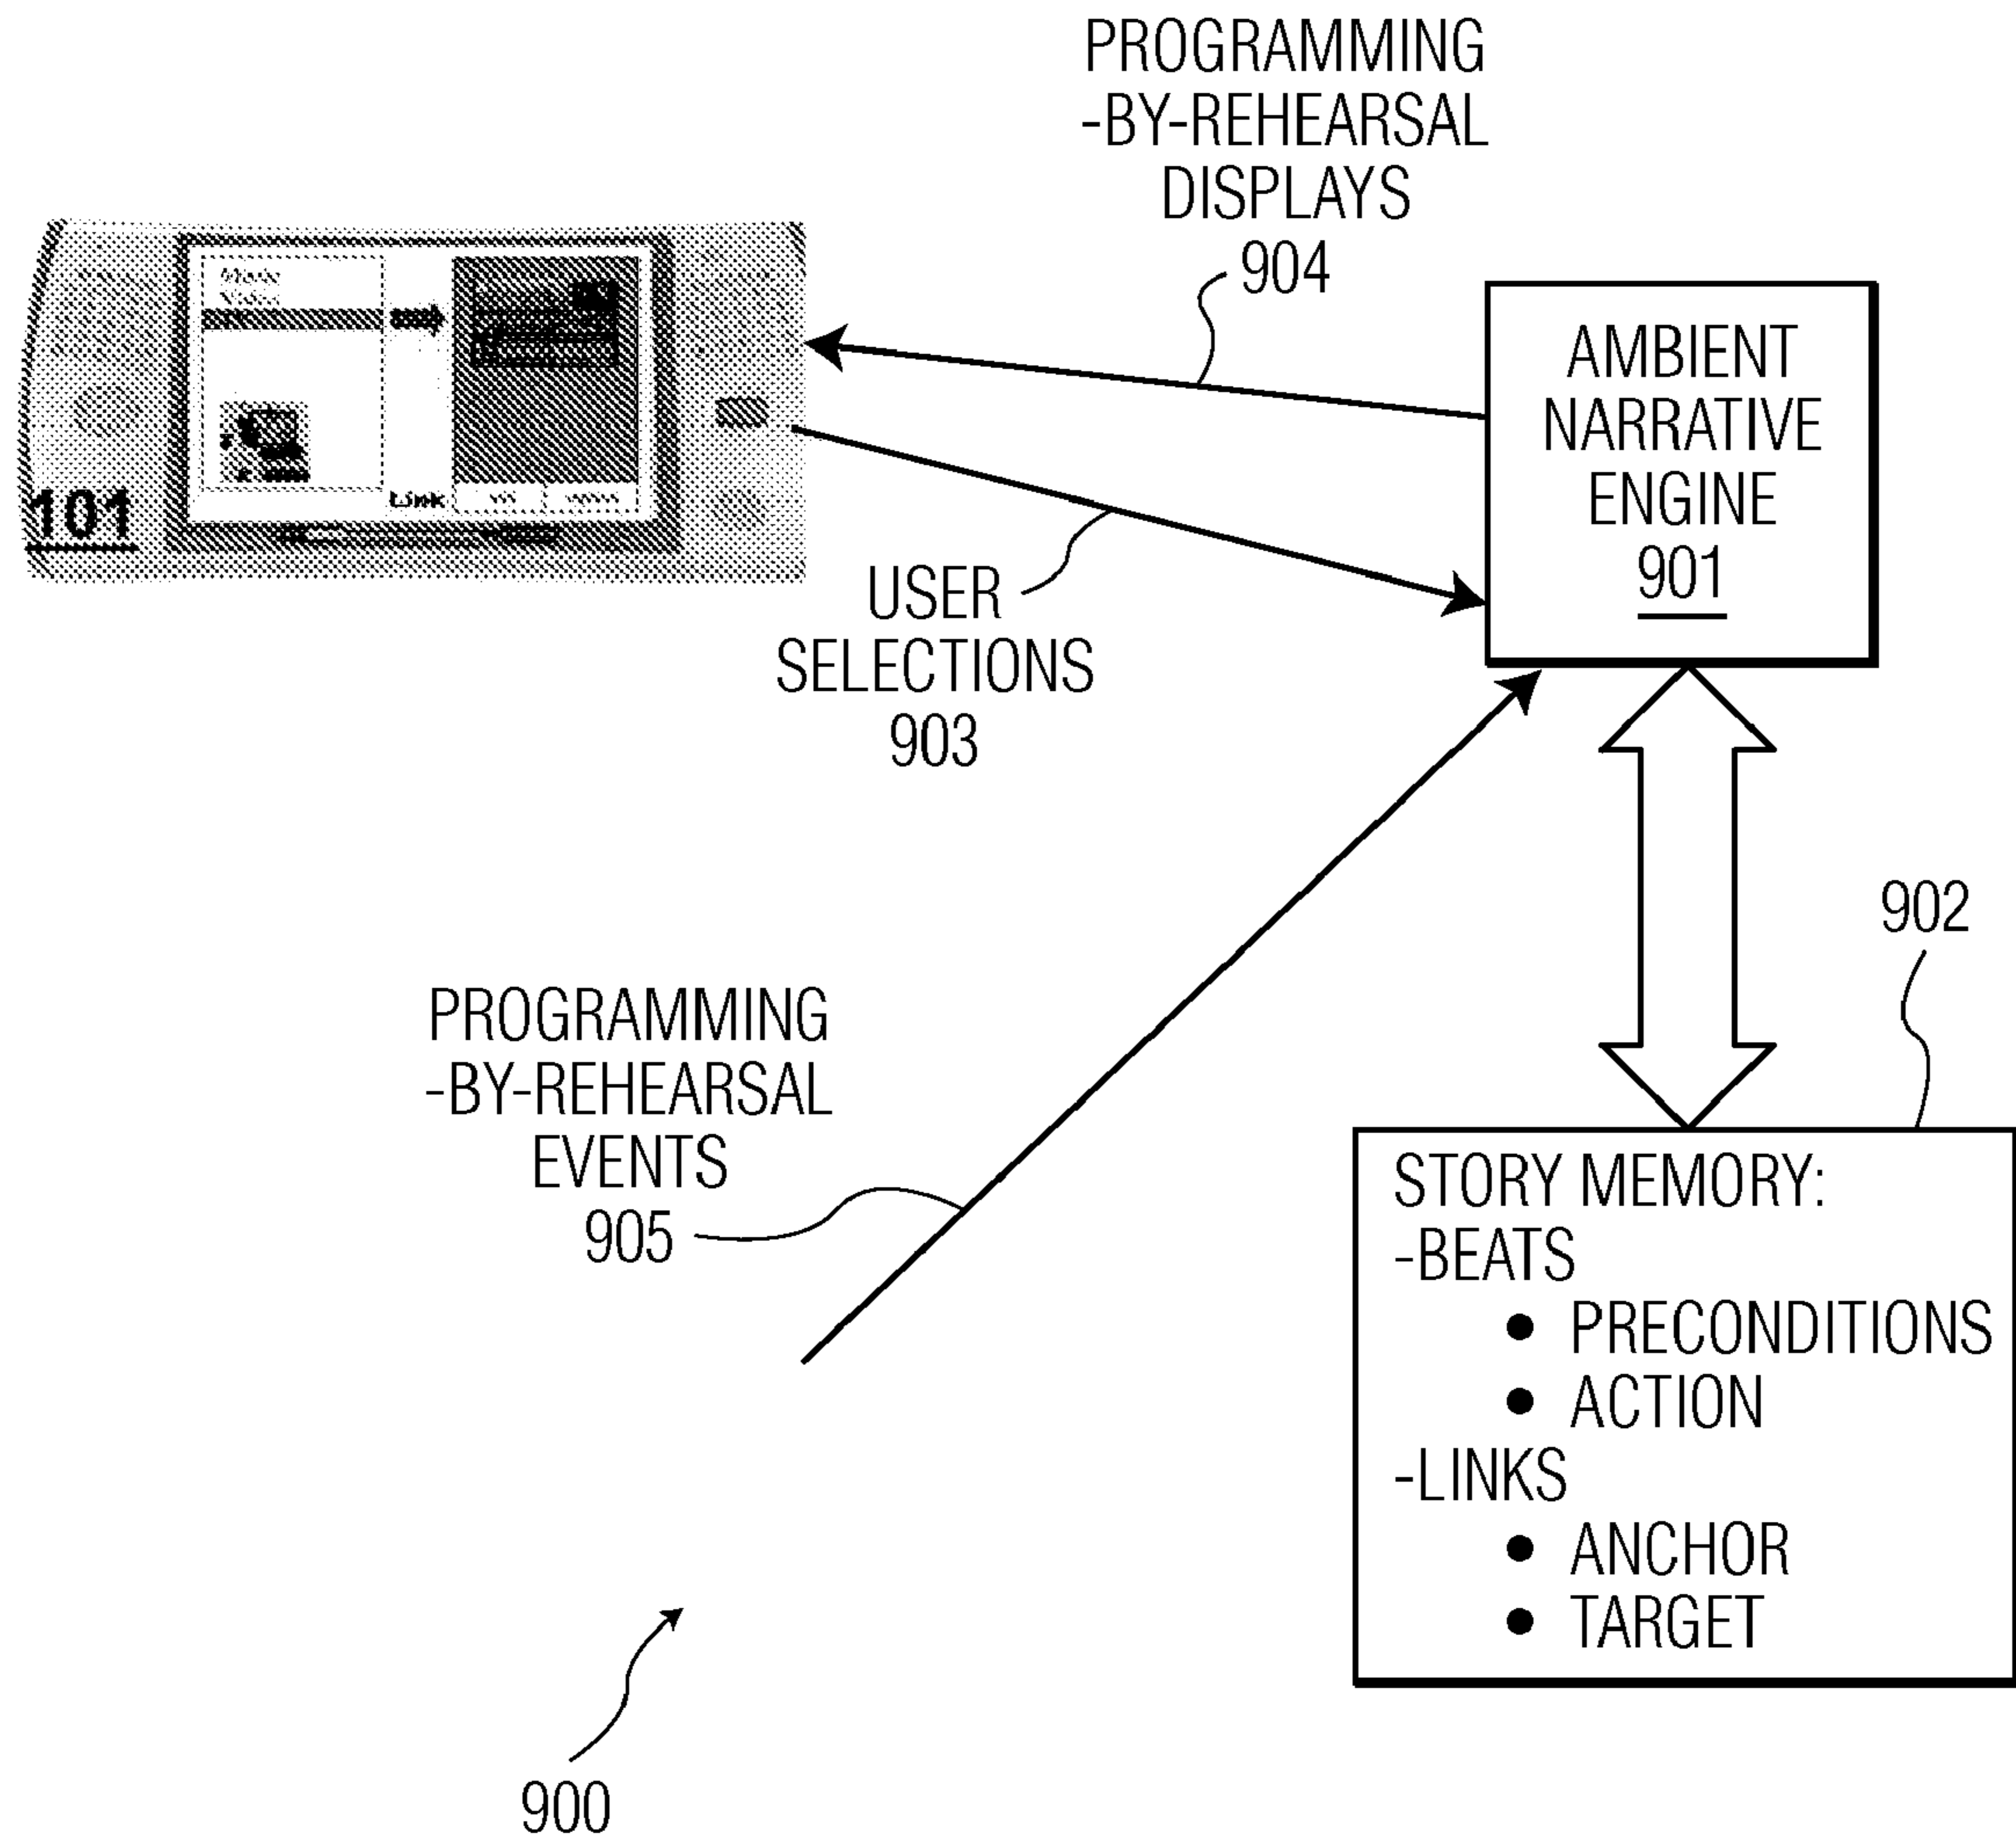 PROGRAMMING
-BY-REHEARSAL
DISPLAYS
904
101
Link
AMBIENT
NARRATIVE
ENGINE
901
USER
SELECTIONS
903
902
PROGRAMMING
-BY-REHEARSAL
EVENTS
905
STORY MEMORY:
-BEATS
● PRECONDITIONS
● ACTION
-LINKS
● ANCHOR
● TARGET
900